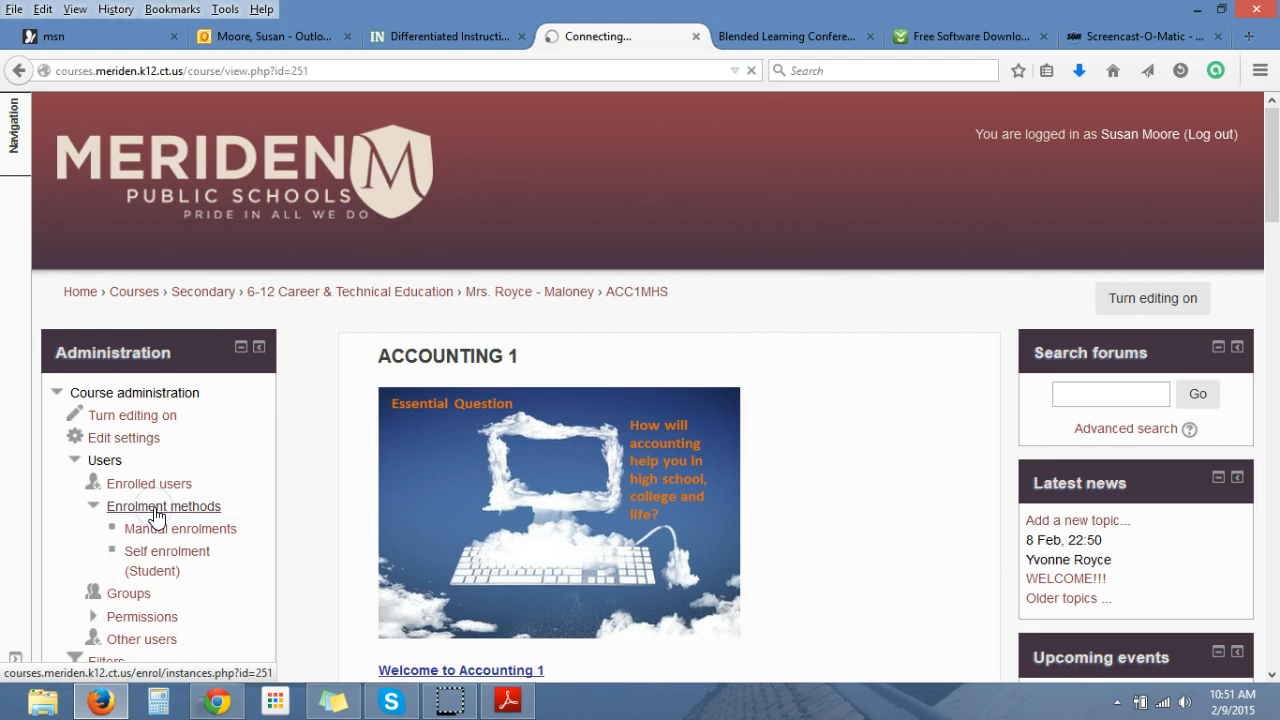 File Edit View History Bookmarks Tools Help
msn
Moore, Susan - Outlo...
IN Differentiated Instructi...
Connecting...
Blended Learning Confere...
Free Software Downlo...
SOM Screencast-O-Matic - ...
courses.meriden.k12.ct.us/course/view.php?id=251
Search
Navigation
MERIDEN M
PUBLIC SCHOOLS
PRIDE IN ALL WE DO
You are logged in as Susan Moore (Log out)
Home › Courses › Secondary › 6-12 Career & Technical Education › Mrs. Royce - Maloney › ACC1MHS
Turn editing on
Administration
Course administration
Turn editing on
Edit settings
Users
Enrolled users
Enrolment methods
Manual enrolments
Self enrolment
(Student)
Groups
Permissions
Other users
Filters
courses.meriden.k12.ct.us/enrol/instances.php?id=251
ACCOUNTING 1
Essential Question
How will
accounting
help you in
high school,
college and
life?
Welcome to Accounting 1
Search forums
Go
Advanced search ?
Latest news
Add a new topic...
8 Feb, 22:50
Yvonne Royce
WELCOME!!!
Older topics ...
Upcoming events
10:51 AM
2/9/2015